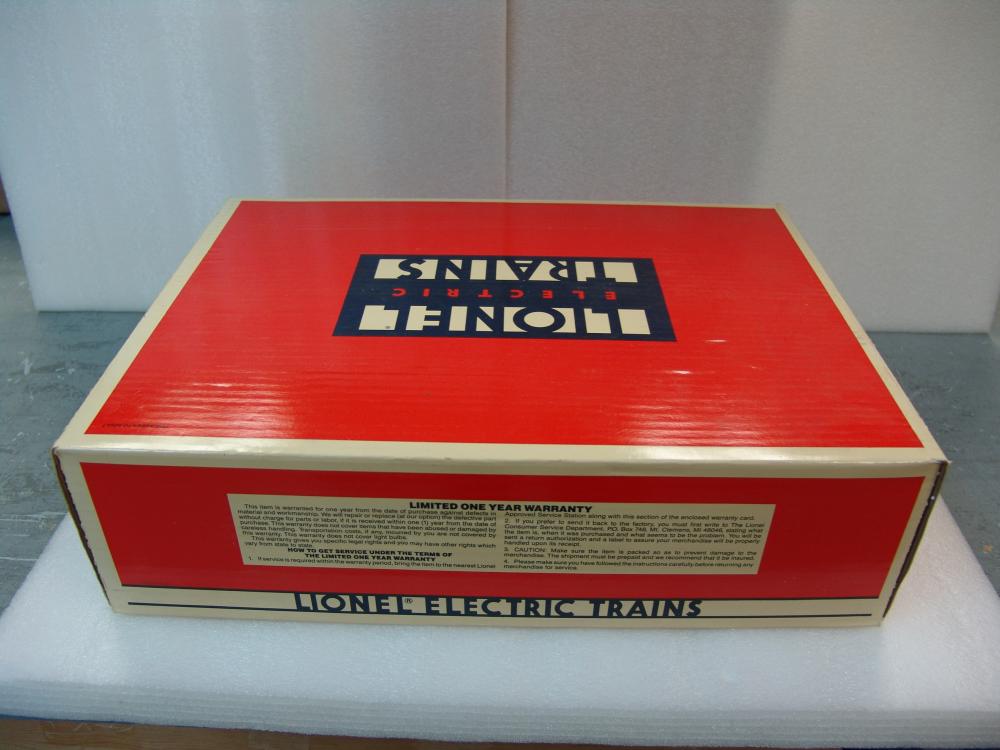 LIONEL®
ELECTRIC
TRAINS
LIMITED ONE YEAR WARRANTY
This item is warranted for one year from the date of purchase against defects in
material and workmanship. We will repair or replace (at our option) the defective part
without charge for parts or labor, if it is received within one (1) year from the date of
purchase. This warranty does not cover items that have been abused or damaged by
careless handling. Transportation costs, if any, incurred by you are not covered by
this warranty. This warranty does not cover light bulbs.
This warranty gives you specific legal rights and you may have other rights which
vary from state to state.
HOW TO GET SERVICE UNDER THE TERMS OF
THE LIMITED ONE YEAR WARRANTY
1. If service is required within the warranty period, bring the item to the nearest Lionel
Approved Service Station along with this section of the enclosed warranty card.
2. If you prefer to send it back to the factory, you must first write to The Lionel
Consumer Service Department, P.O. Box 748, Mt. Clemens, MI 48046, stating what
the item is, when it was purchased and what seems to be the problem. You will be
sent a return authorization and a label to assure your merchandise will be properly
handled upon its receipt.
3. CAUTION: Make sure the item is packed so as to prevent damage to the
merchandise. The shipment must be prepaid and we recommend that it be insured.
4. Please make sure you have followed the instructions carefully before returning any
merchandise for service.
LIONEL® ELECTRIC TRAINS